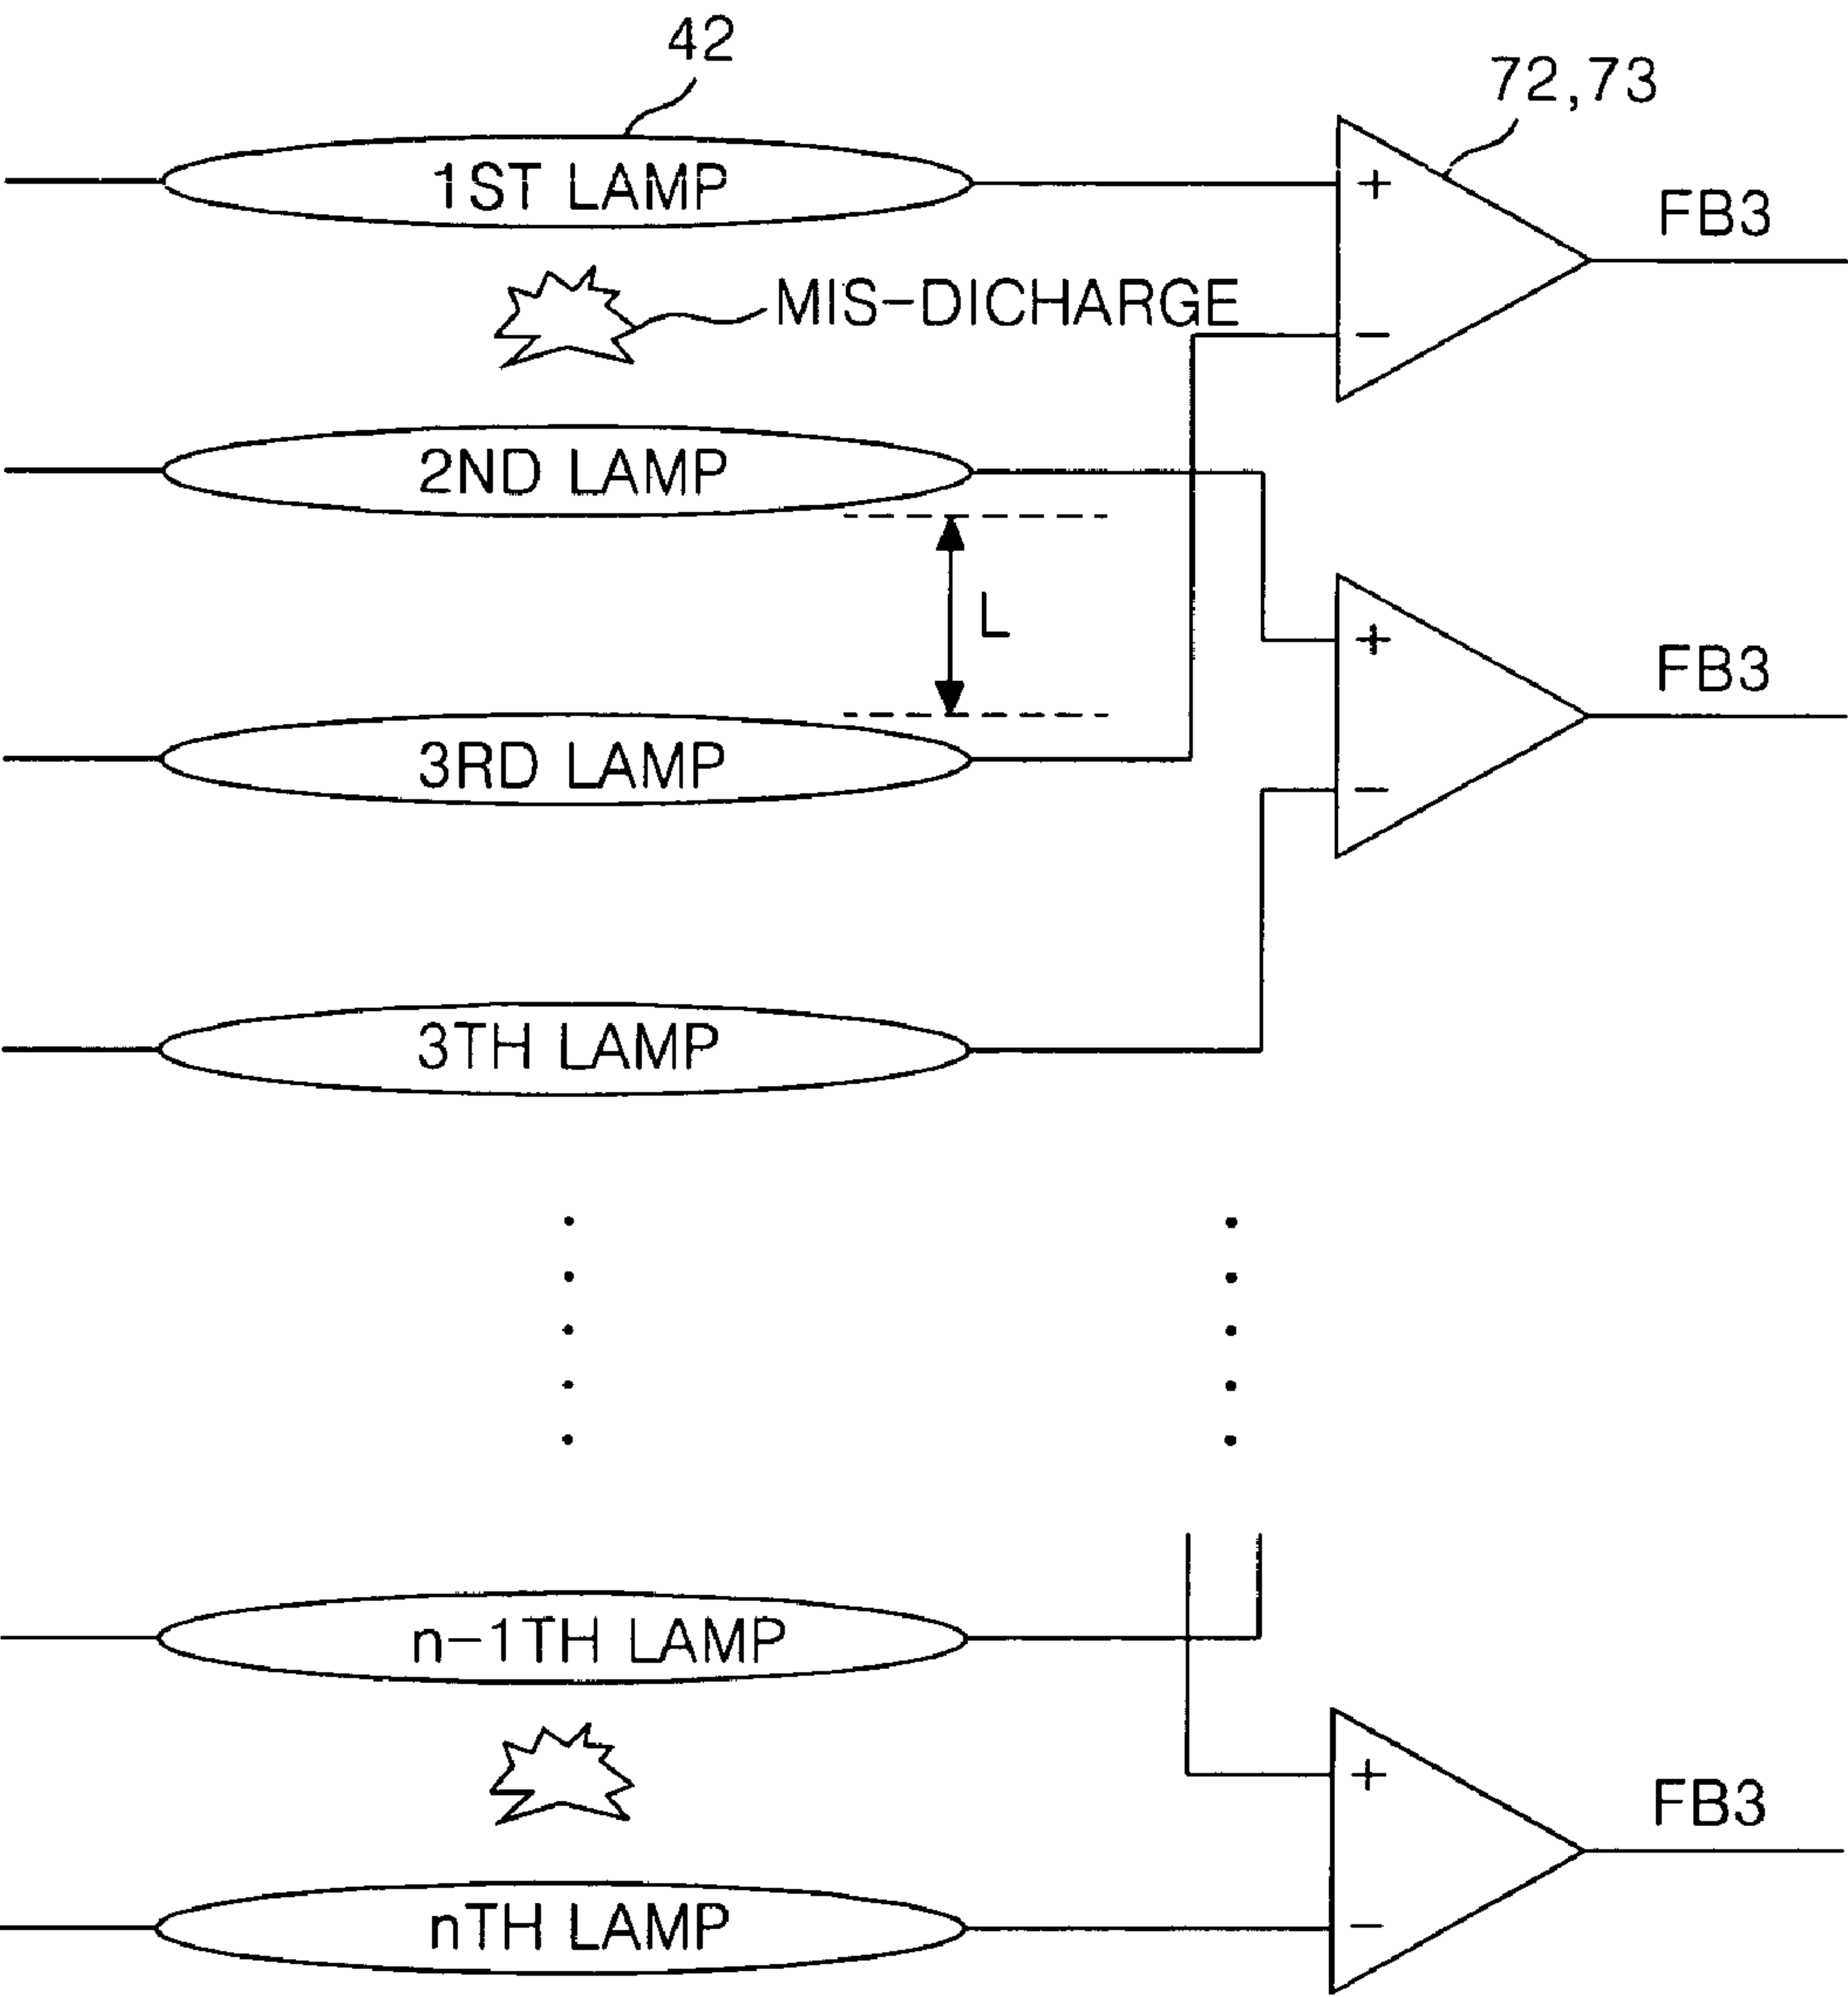 42
72,73
1ST LAMP
+
FB3
MIS-DICHARGE
−
2ND LAMP
L
+
FB3
3RD LAMP
−
3TH LAMP
n-1TH LAMP
+
FB3
nTH LAMP
−